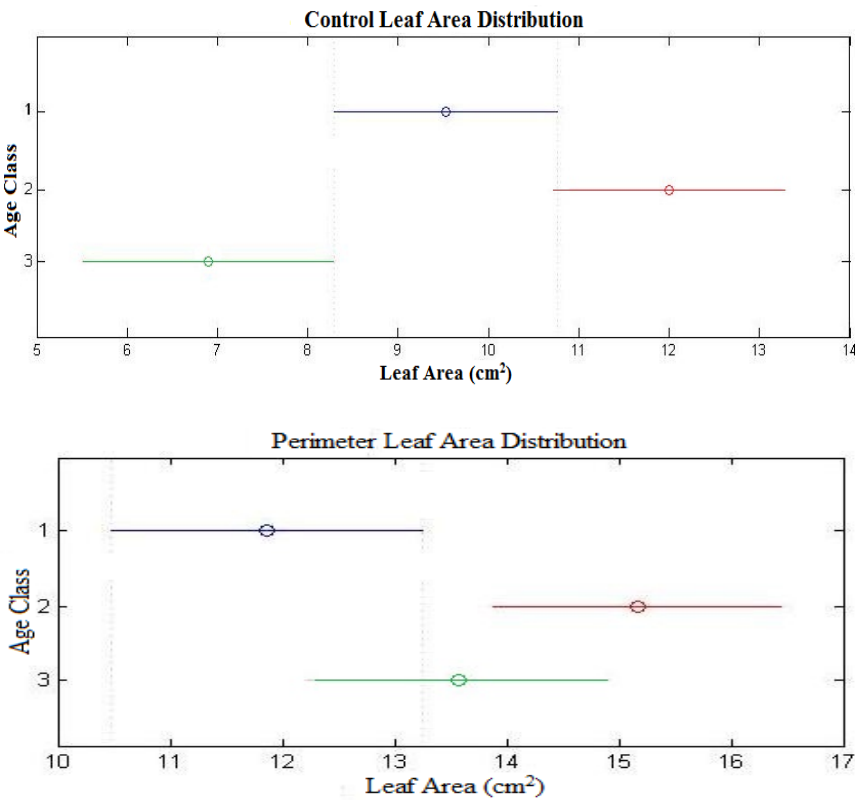 Control Leaf Area Distribution
Age Class
1
2
3
5 6 7 8 9 10 11 12 13 14
Leaf Area (cm²)
Perimeter Leaf Area Distribution
Age Class
1
2
3
10 11 12 13 14 15 16 17
Leaf Area (cm²)